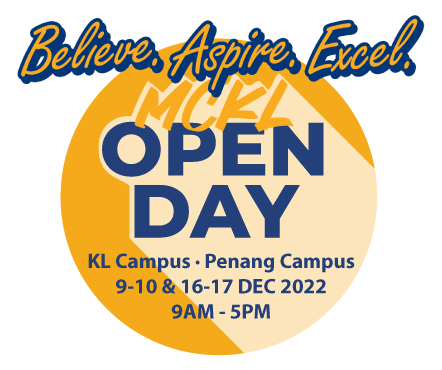 Believe. Aspire. Excel.
MCKL
OPEN
DAY
KL Campus · Penang Campus
9-10 & 16-17 DEC 2022
9AM - 5PM